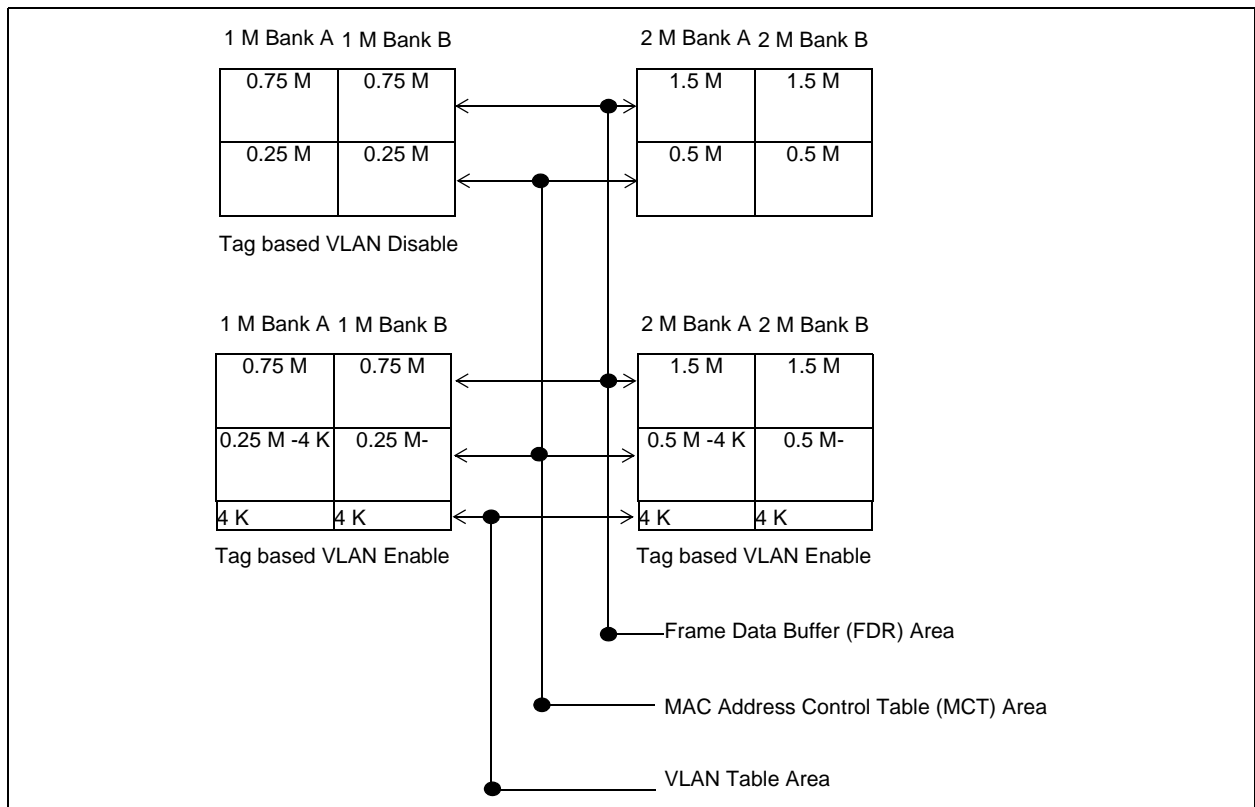 1 M Bank A 1 M Bank B 2 M Bank A 2 M Bank B
0.75 M 0.75 M 1.5 M 1.5 M
0.25 M 0.25 M 0.5 M 0.5 M
Tag based VLAN Disable
1 M Bank A 1 M Bank B 2 M Bank A 2 M Bank B
0.75 M 0.75 M 1.5 M 1.5 M
0.25 M -4 K 0.25 M- 0.5 M -4 K 0.5 M-
4 K 4 K 4 K 4 K
Tag based VLAN Enable Tag based VLAN Enable
Frame Data Buffer (FDR) Area
MAC Address Control Table (MCT) Area
VLAN Table Area